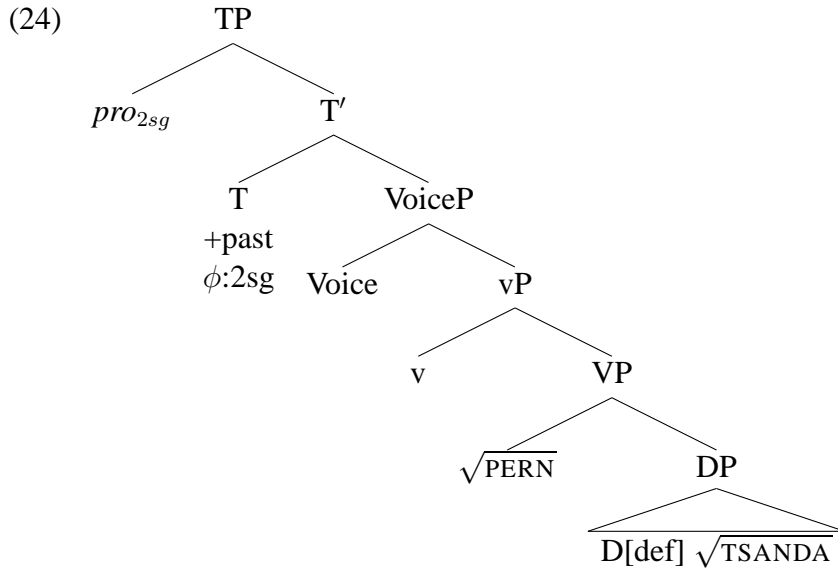 (24) TP
pro2sg T′
T VoiceP
+past
ϕ:2sg Voice vP
v VP
√PERN DP
D[def] √TSANDA